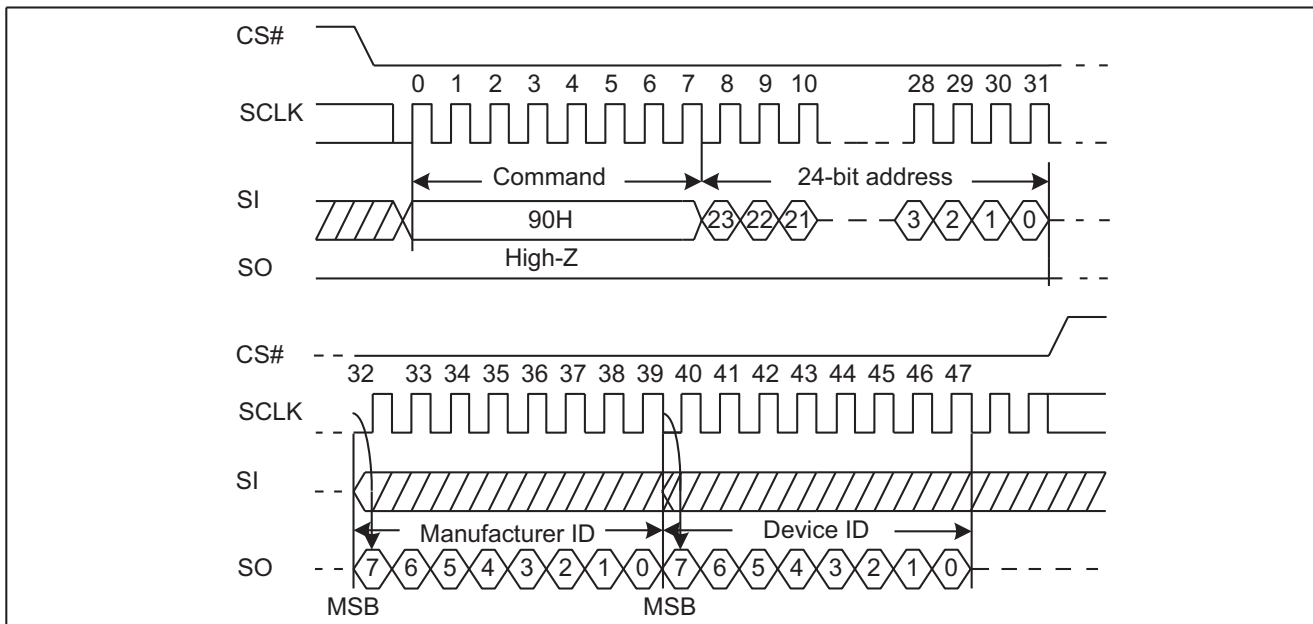 CS#
0 1 2 3 4 5 6 7 8 9 10 28 29 30 31
SCLK
Command 24-bit address
SI
90H 23 22 21 3 2 1 0
High-Z
SO
CS#
32 33 34 35 36 37 38 39 40 41 42 43 44 45 46 47
SCLK
SI
Manufacturer ID Device ID
SO 7 6 5 4 3 2 1 0 7 6 5 4 3 2 1 0
MSB MSB